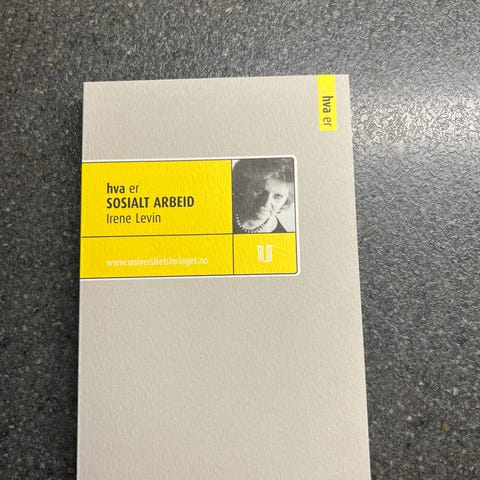 hva er
hva er
SOSIALT ARBEID
Irene Levin
www.universitetsforlaget.no
U